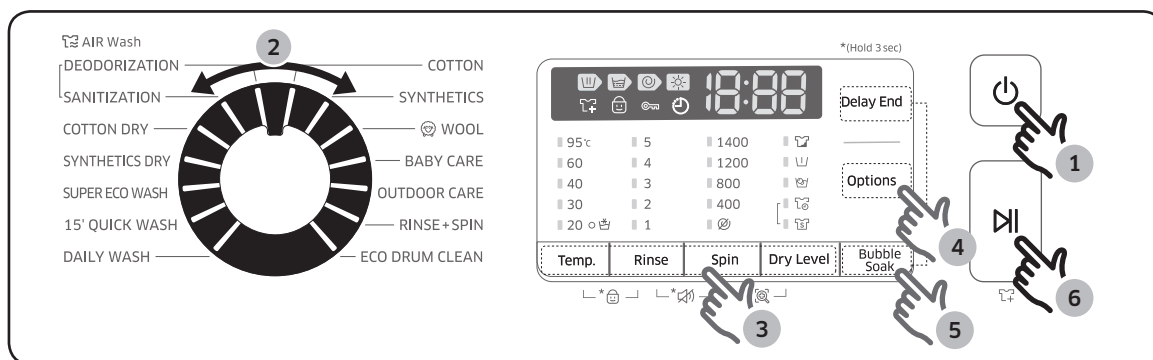 AIR Wash
DEODORIZATION
SANITIZATION
COTTON DRY
SYNTHETICS DRY
SUPER ECO WASH
15' QUICK WASH
DAILY WASH
2
COTTON
SYNTHETICS
WOOL
BABY CARE
OUTDOOR CARE
RINSE+SPIN
ECO DRUM CLEAN
*(Hold 3 sec)
18:88
Delay End
95℃ 5 1400
60 4 1200
40 3 800
30 2 400
20 1
Options
Temp. Rinse Spin Dry Level Bubble Soak
* *
3
4
5
1
6